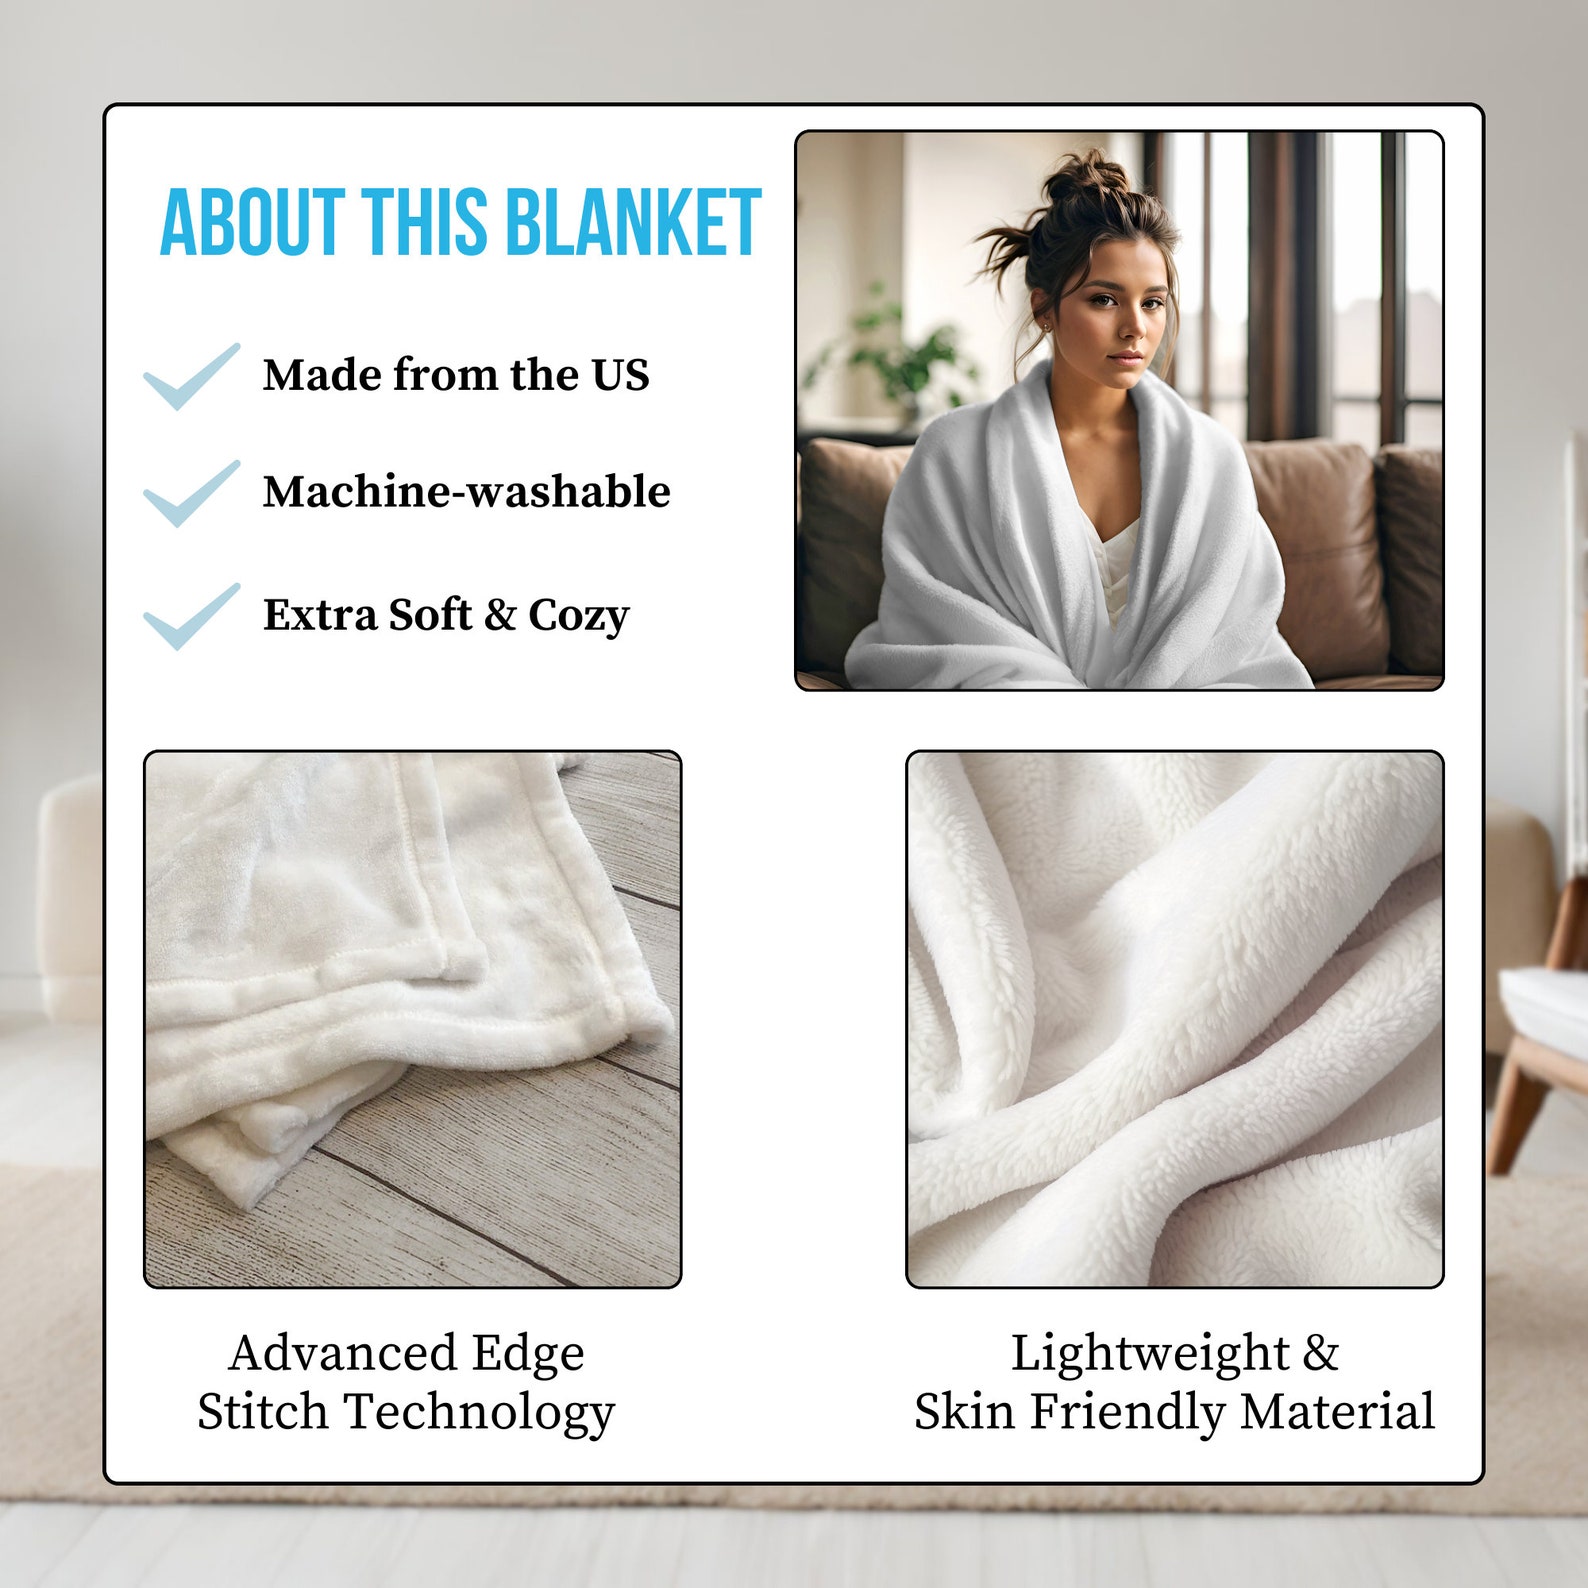 ABOUT THIS BLANKET
Made from the US
Machine-washable
Extra Soft & Cozy
Advanced Edge
Stitch Technology
Lightweight &
Skin Friendly Material